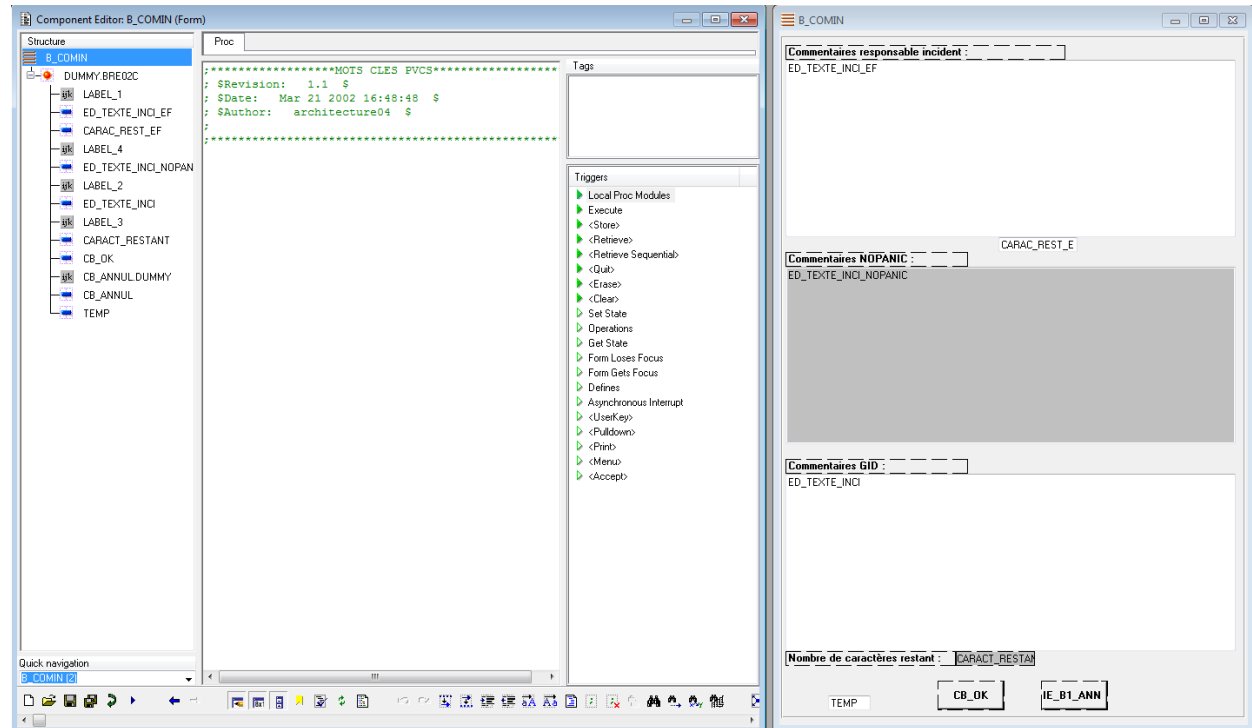 Component Editor: B_COMIN (Form)
Structure
B_COMIN
DUMMY.BRE02C
LABEL_1
ED_TEXTE_INCI_EF
CARAC_REST_EF
LABEL_4
ED_TEXTE_INCI_NOPAN
LABEL_2
ED_TEXTE_INCI
LABEL_3
CARACT_RESTANT
CB_OK
CB_ANNUL.DUMMY
CB_ANNUL
TEMP
Quick navigation
B_COMIN (2)
Proc
;******************MOTS CLES PVCS******************
; $Revision:   1.1  $
; $Date:   Mar 21 2002 16:48:48  $
; $Author:   architecture04  $
;
;**************************************************
Tags
Triggers
Local Proc Modules
Execute
<Store>
<Retrieve>
<Retrieve Sequential>
<Quit>
<Erase>
<Clear>
Set State
Operations
Get State
Form Loses Focus
Form Gets Focus
Defines
Asynchronous Interrupt
<UserKey>
<Pulldown>
<Print>
<Menu>
<Accept>
B_COMIN
Commentaires responsable incident :
ED_TEXTE_INCI_EF
CARAC_REST_E
Commentaires NOPANIC :
ED_TEXTE_INCI_NOPANIC
Commentaires GID :
ED_TEXTE_INCI
Nombre de caractères restant : CARACT_RESTAN
TEMP
CB_OK
IE_B1_ANN